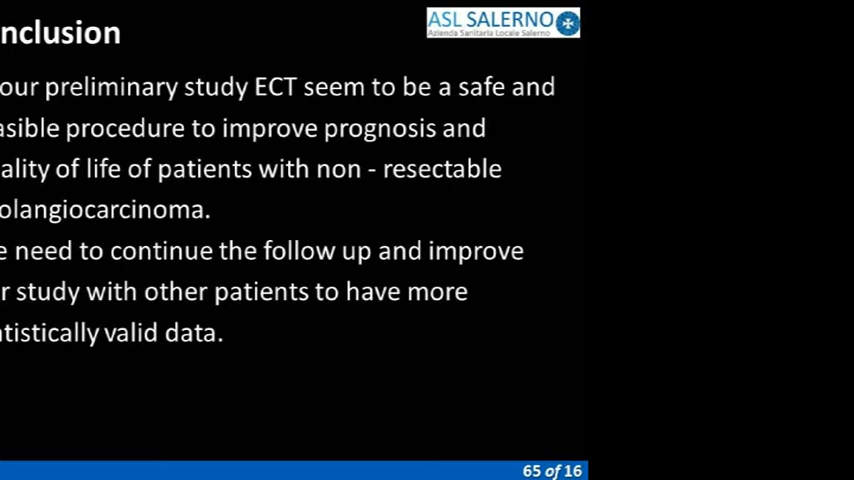 nclusion
ASL SALERNO
Azienda Sanitaria Locale Salerno
our preliminary study ECT seem to be a safe and
asible procedure to improve prognosis and
ality of life of patients with non - resectable
olangiocarcinoma.
e need to continue the follow up and improve
r study with other patients to have more
tistically valid data.
65 of 16